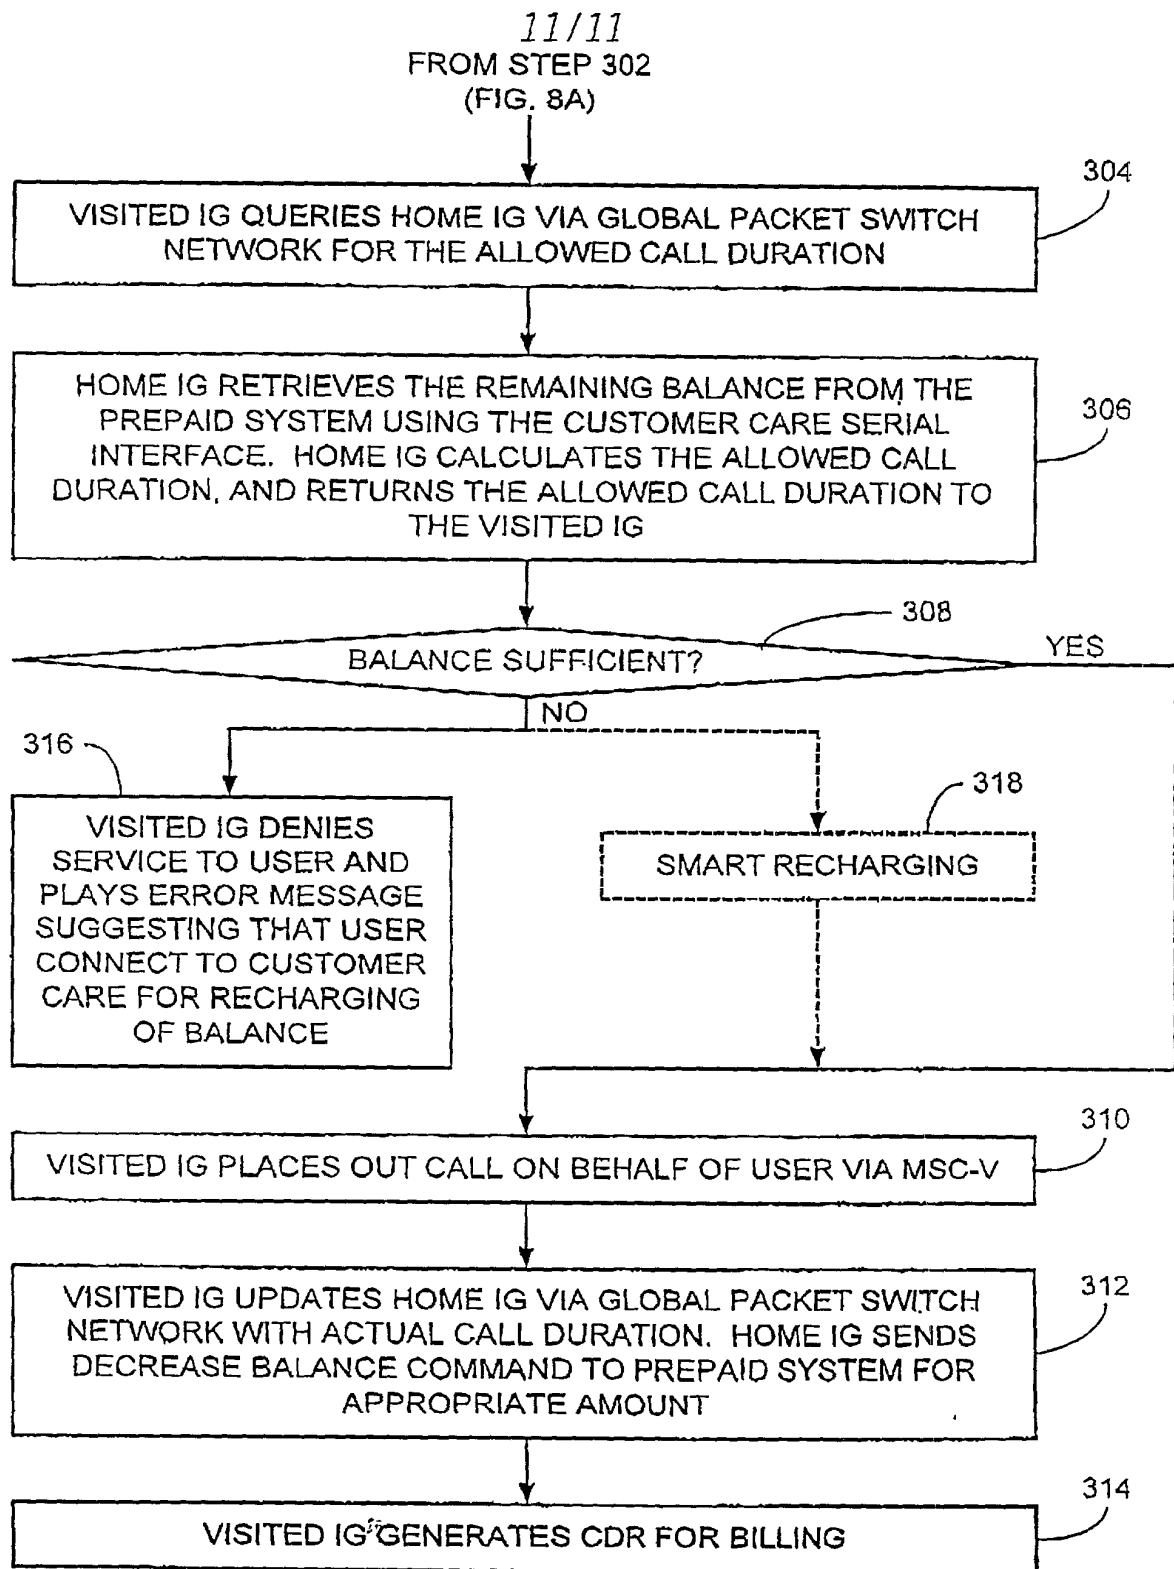 11/11
FROM STEP 302
(FIG. 8A)
304
VISITED IG QUERIES HOME IG VIA GLOBAL PACKET SWITCH
NETWORK FOR THE ALLOWED CALL DURATION
HOME IG RETRIEVES THE REMAINING BALANCE FROM THE
PREPAID SYSTEM USING THE CUSTOMER CARE SERIAL
INTERFACE. HOME IG CALCULATES THE ALLOWED CALL
DURATION, AND RETURNS THE ALLOWED CALL DURATION TO
THE VISITED IG
306
308
BALANCE SUFFICIENT?
YES
NO
316
VISITED IG DENIES
SERVICE TO USER AND
PLAYS ERROR MESSAGE
SUGGESTING THAT USER
CONNECT TO CUSTOMER
CARE FOR RECHARGING
OF BALANCE
318
SMART RECHARGING
310
VISITED IG PLACES OUT CALL ON BEHALF OF USER VIA MSC-V
VISITED IG UPDATES HOME IG VIA GLOBAL PACKET SWITCH
NETWORK WITH ACTUAL CALL DURATION. HOME IG SENDS
DECREASE BALANCE COMMAND TO PREPAID SYSTEM FOR
APPROPRIATE AMOUNT
312
314
VISITED IG GENERATES CDR FOR BILLING